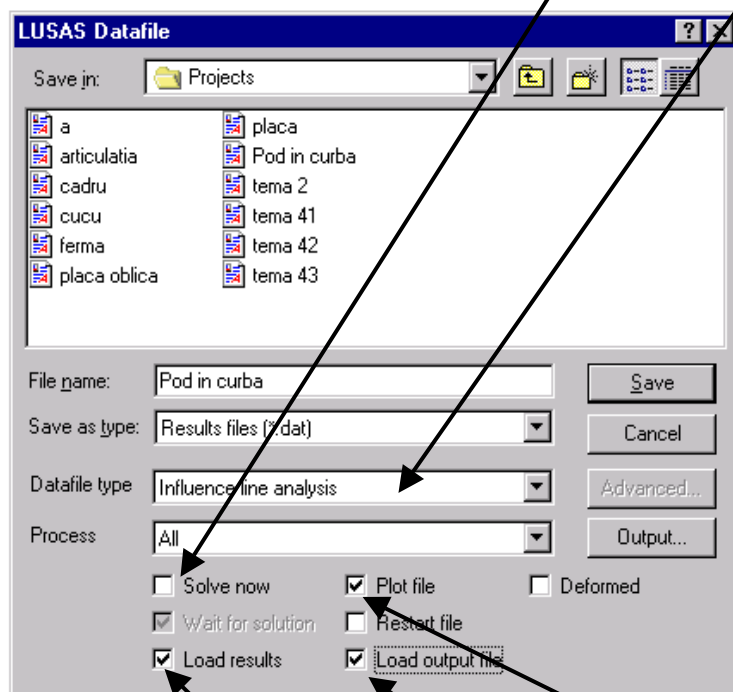 LUSAS Datafile
Save in: Projects
a placa
articulatia Pod in curba
cadru tema 2
cucu tema 41
ferma tema 42
placa oblica tema 43
File name: Pod in curba Save
Save as type: Results files (*.dat) Cancel
Datafile type Influence line analysis Advanced...
Process All Output...
Solve now Plot file Deformed
Wait for solution Restart file
Load results Load output file